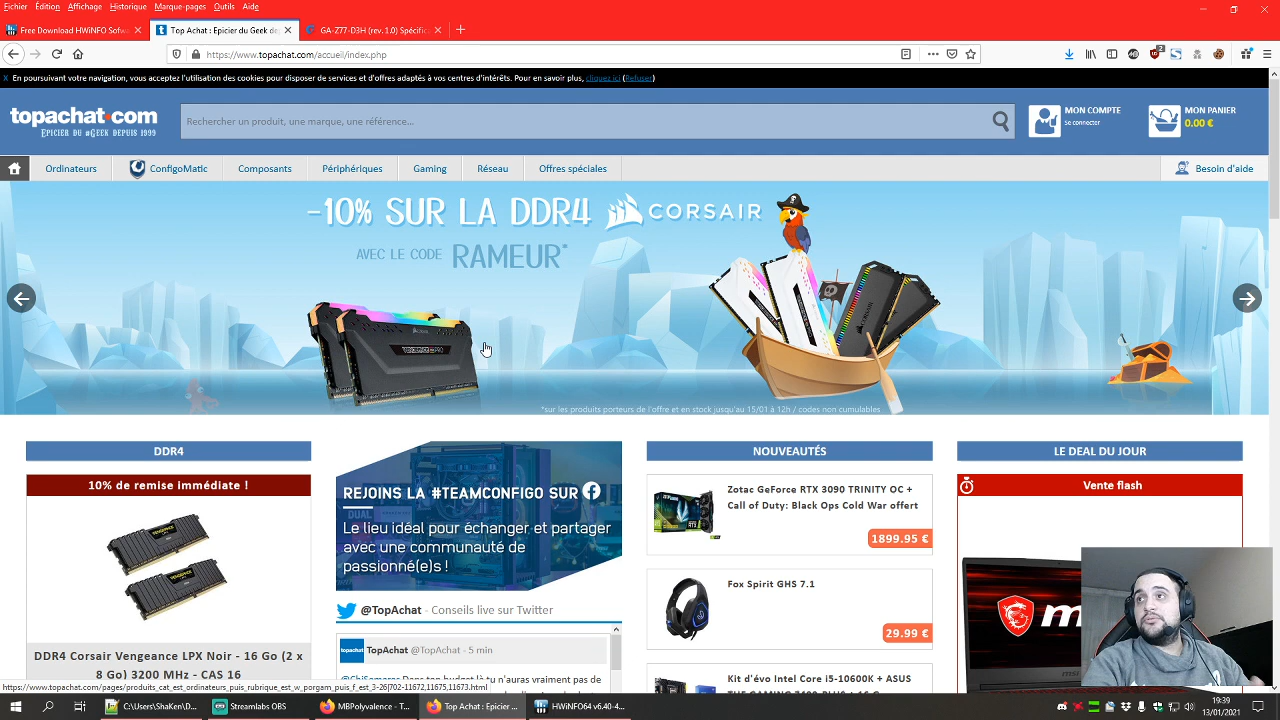 Fichier Édition Affichage Historique Marque-pages Outils Aide
Free Download HWiNFO Sofwa
Top Achat : Epicier du Geek de
GA-Z77-D3H (rev. 1.0) Spécific
https://www.topachat.com/accueil/index.php
2
X En poursuivant votre navigation, vous acceptez l'utilisation des cookies pour disposer de services et d'offres adaptés à vos centres d'intérêts. Pour en savoir plus, cliquez ici (Refuser)
topachat.com
EPICIER DU #GEEK DEPUIS 1999
Rechercher un produit, une marque, une référence...
MON COMPTE
Se connecter
MON PANIER
0.00 €
Ordinateurs
ConfigoMatic
Composants
Périphériques
Gaming
Réseau
Offres spéciales
Besoin d'aide
-10% SUR LA DDR4 CORSAIR
AVEC LE CODE RAMEUR*
*sur les produits porteurs de l'offre et en stock jusqu'au 15/01 à 12h / codes non cumulables
DDR4
10% de remise immédiate !
DDR4 Corsair Vengeance LPX Noir - 16 Go (2 x
8 Go) 3200 MHz - CAS 16
REJOINS LA #TEAMCONFIGO SUR
Le lieu idéal pour échanger et partager
avec une communauté de
passionné(e)s !
@TopAchat - Conseils live sur Twitter
topachat
TopAchat @TopAchat - 5 min
NOUVEAUTÉS
Zotac GeForce RTX 3090 TRINITY OC +
Call of Duty: Black Ops Cold War offert
1899.95 €
Fox Spirit GHS 7.1
29.99 €
Kit d'évo Intel Core i5-10600K + ASUS
LE DEAL DU JOUR
Vente flash
https://www.topachat.com/pages/produits_cat_est_ordinateurs_puis_rubrique_est_w_porgam_puis_f_est_3-26|702-11672,11675,11673.html
C:\Users\ShaKen\D...
Streamlabs OBS
MiPolyvalence - T...
Top Achat : Epicier ...
HWiNFO64 v6.40-4...
19:39
13/01/2021